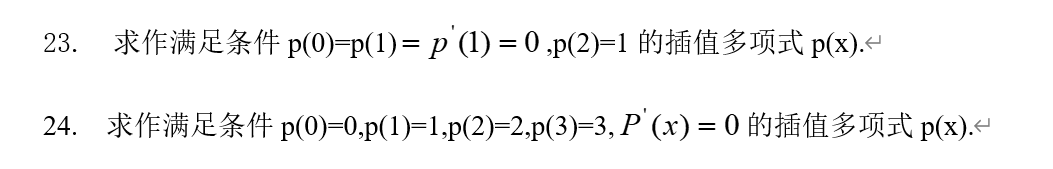 23. 求作满足条件 p(0)=p(1)= p'(1) = 0 ,p(2)=1 的插值多项式 p(x).↵
24. 求作满足条件 p(0)=0,p(1)=1,p(2)=2,p(3)=3, P'(x) = 0 的插值多项式 p(x).↵